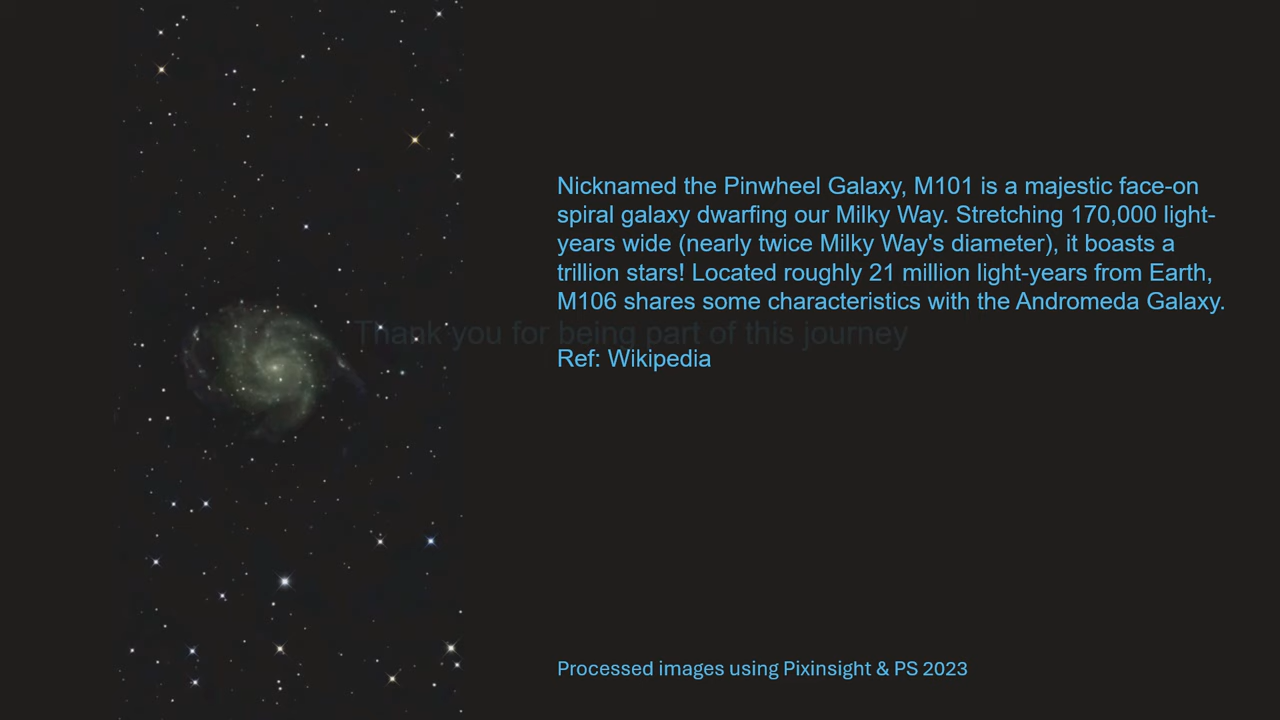 Nicknamed the Pinwheel Galaxy, M101 is a majestic face-on
spiral galaxy dwarfing our Milky Way. Stretching 170,000 light-
years wide (nearly twice Milky Way's diameter), it boasts a
trillion stars! Located roughly 21 million light-years from Earth,
M106 shares some characteristics with the Andromeda Galaxy.
Thank you for being part of this journey
Ref: Wikipedia
Processed images using Pixinsight & PS 2023